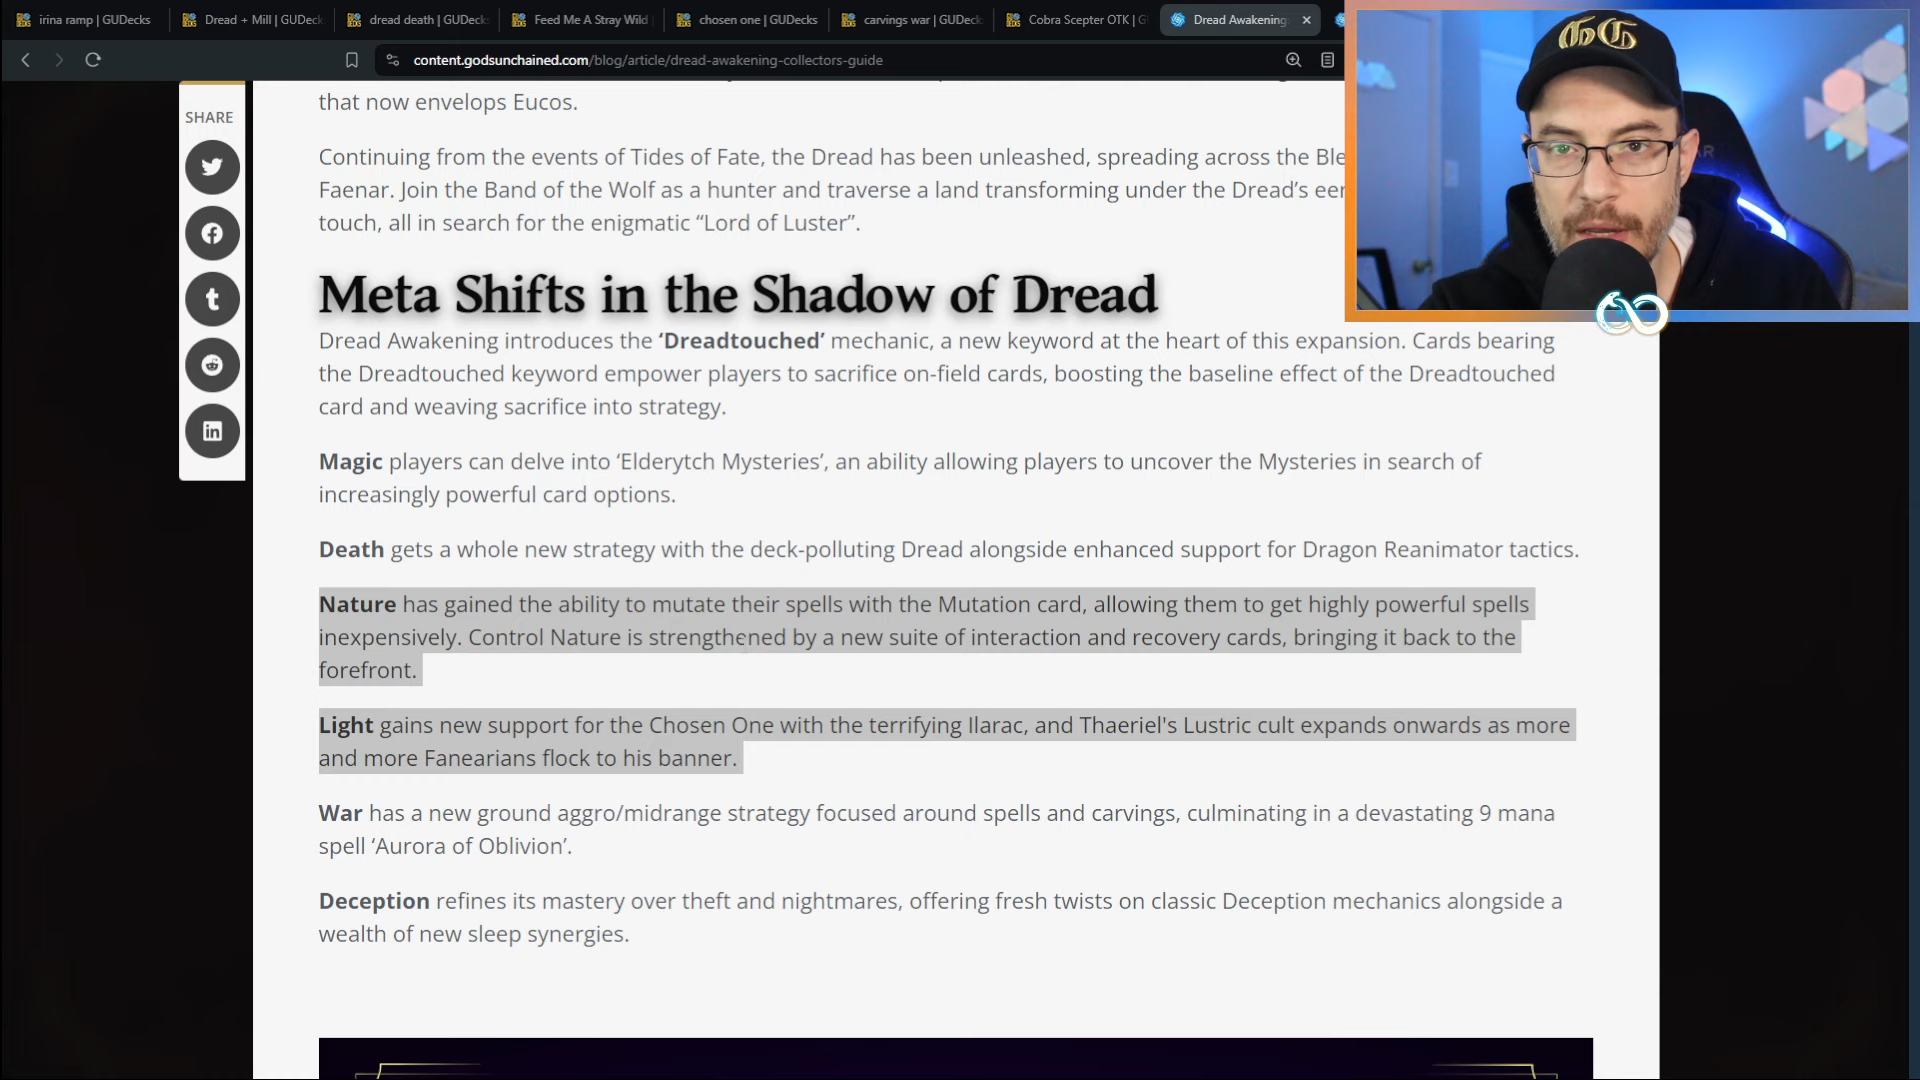 irina ramp | GUDecks
Dread + Mill | GUDeck
dread death | GUDeck
Feed Me A Stray Wild
chosen one | GUDecks
carvings war | GUDeck
Cobra Scepter OTK | G
Dread Awakening
content.godsunchained.com/blog/article/dread-awakening-collectors-guide
SHARE
that now envelops Eucos.
Continuing from the events of Tides of Fate, the Dread has been unleashed, spreading across the Ble
Faenar. Join the Band of the Wolf as a hunter and traverse a land transforming under the Dread's eer
touch, all in search for the enigmatic “Lord of Luster”.
Meta Shifts in the Shadow of Dread
Dread Awakening introduces the ‘Dreadtouched’ mechanic, a new keyword at the heart of this expansion. Cards bearing
the Dreadtouched keyword empower players to sacrifice on-field cards, boosting the baseline effect of the Dreadtouched
card and weaving sacrifice into strategy.
Magic players can delve into ‘Elderytch Mysteries’, an ability allowing players to uncover the Mysteries in search of
increasingly powerful card options.
Death gets a whole new strategy with the deck-polluting Dread alongside enhanced support for Dragon Reanimator tactics.
Nature has gained the ability to mutate their spells with the Mutation card, allowing them to get highly powerful spells
inexpensively. Control Nature is strengthened by a new suite of interaction and recovery cards, bringing it back to the
forefront.
Light gains new support for the Chosen One with the terrifying Ilarac, and Thaeriel's Lustric cult expands onwards as more
and more Fanearians flock to his banner.
War has a new ground aggro/midrange strategy focused around spells and carvings, culminating in a devastating 9 mana
spell ‘Aurora of Oblivion’.
Deception refines its mastery over theft and nightmares, offering fresh twists on classic Deception mechanics alongside a
wealth of new sleep synergies.